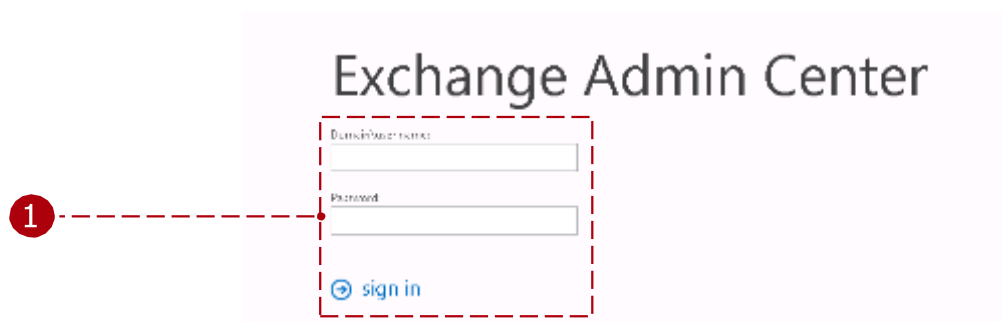 Exchange Admin Center
Domain\user name:
Password:
1
sign in